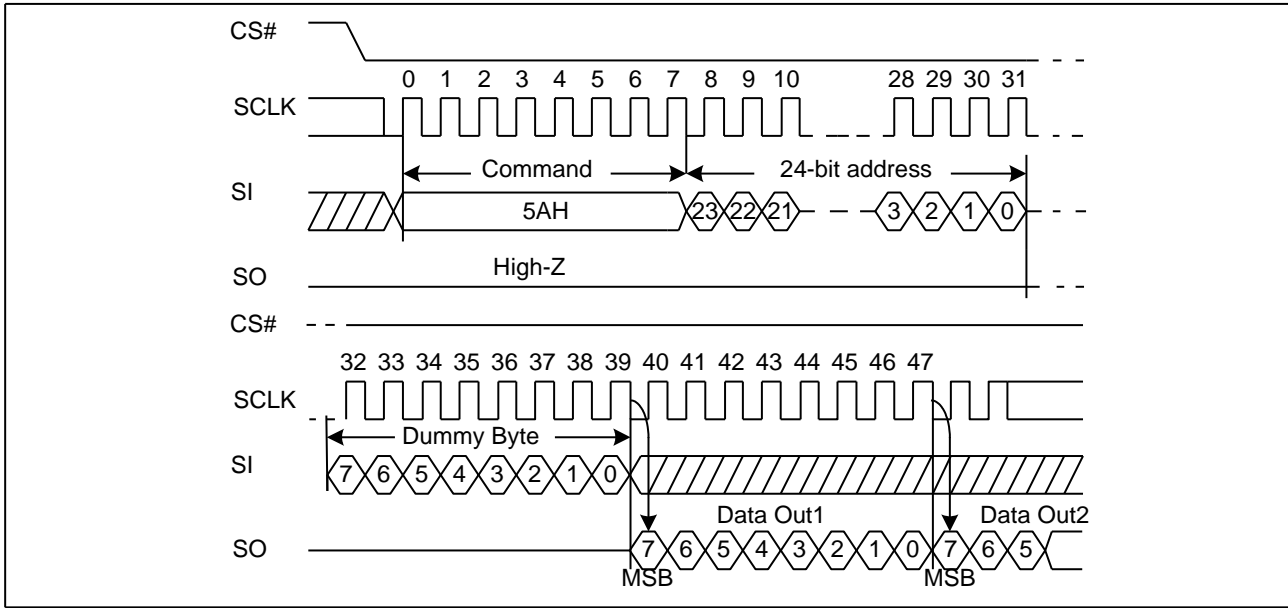 CS#
0 1 2 3 4 5 6 7 8 9 10 28 29 30 31
SCLK
Command 24-bit address
SI
5AH 23 22 21 3 2 1 0
High-Z
SO
CS#
32 33 34 35 36 37 38 39 40 41 42 43 44 45 46 47
SCLK
Dummy Byte
SI
7 6 5 4 3 2 1 0
Data Out1 Data Out2
SO
7 6 5 4 3 2 1 0 7 6 5
MSB MSB